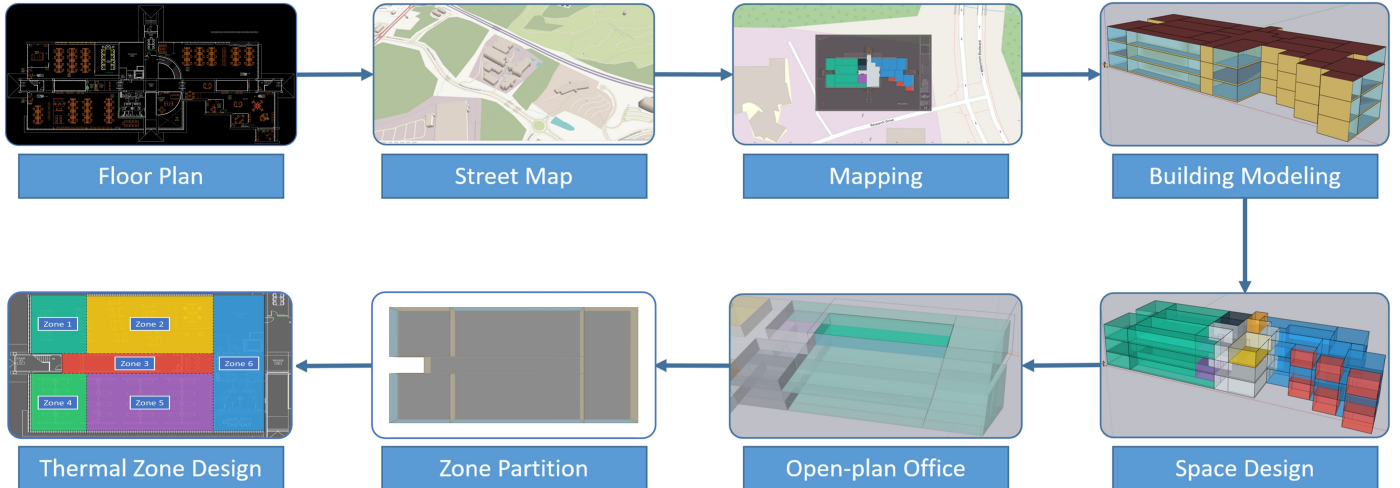 Floor Plan
Street Map
Mapping
Building Modeling
Zone 1
Zone 2
Zone 3
Zone 6
Zone 4
Zone 5
Thermal Zone Design
Zone Partition
Open-plan Office
Space Design